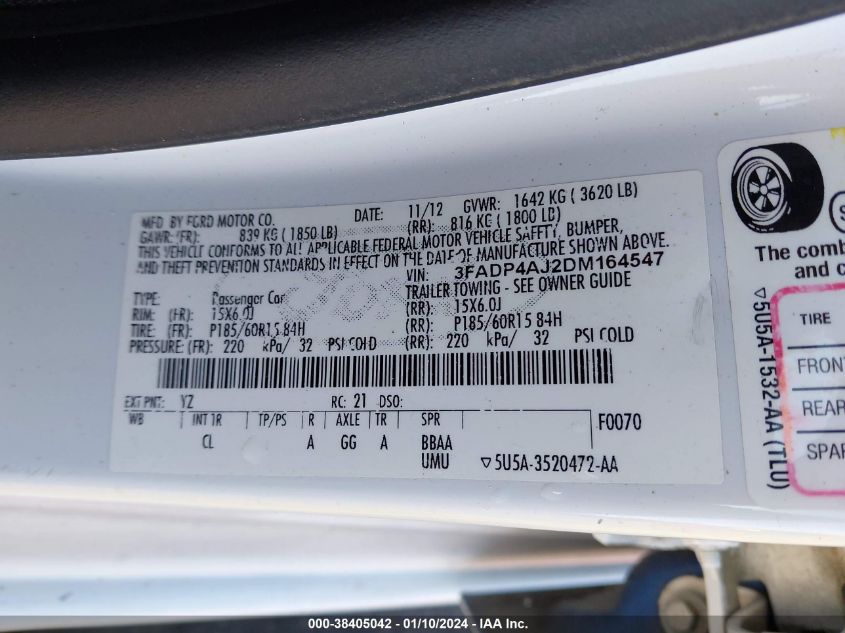 MFD BY FORD MOTOR CO. DATE: 11/12 GVWR: 1642 KG ( 3620 LB)
GAWR: (FR): 839 KG ( 1850 LB) (RR): 816 KG ( 1800 LB)
THIS VEHICLE CONFORMS TO ALL APPLICABLE FEDERAL MOTOR VEHICLE SAFETY, BUMPER,
AND THEFT PREVENTION STANDARDS IN EFFECT ON THE DATE OF MANUFACTURE SHOWN ABOVE.
VIN: 3FADP4AJ2DM164547
TYPE: Passenger Car TRAILER TOWING - SEE OWNER GUIDE
RIM: (FR): 15X6.0J (RR): 15X6.0J
TIRE: (FR): P185/60R15 84H (RR): P185/60R15 84H
PRESSURE: (FR): 220 kPa/ 32 PSI COLD (RR): 220 kPa/ 32 PSI COLD
EXT PNT: YZ RC: 21 DSO:
WB INT TR TP/PS R AXLE TR SPR F0070
CL A GG A BBAA
UMU ▽5U5A-3520472-AA
The comb
and c
▽5U5A-1532-AA (TLU)
TIRE
FRON
REAR
SPAR
000-38405042 - 01/10/2024 - IAA Inc.